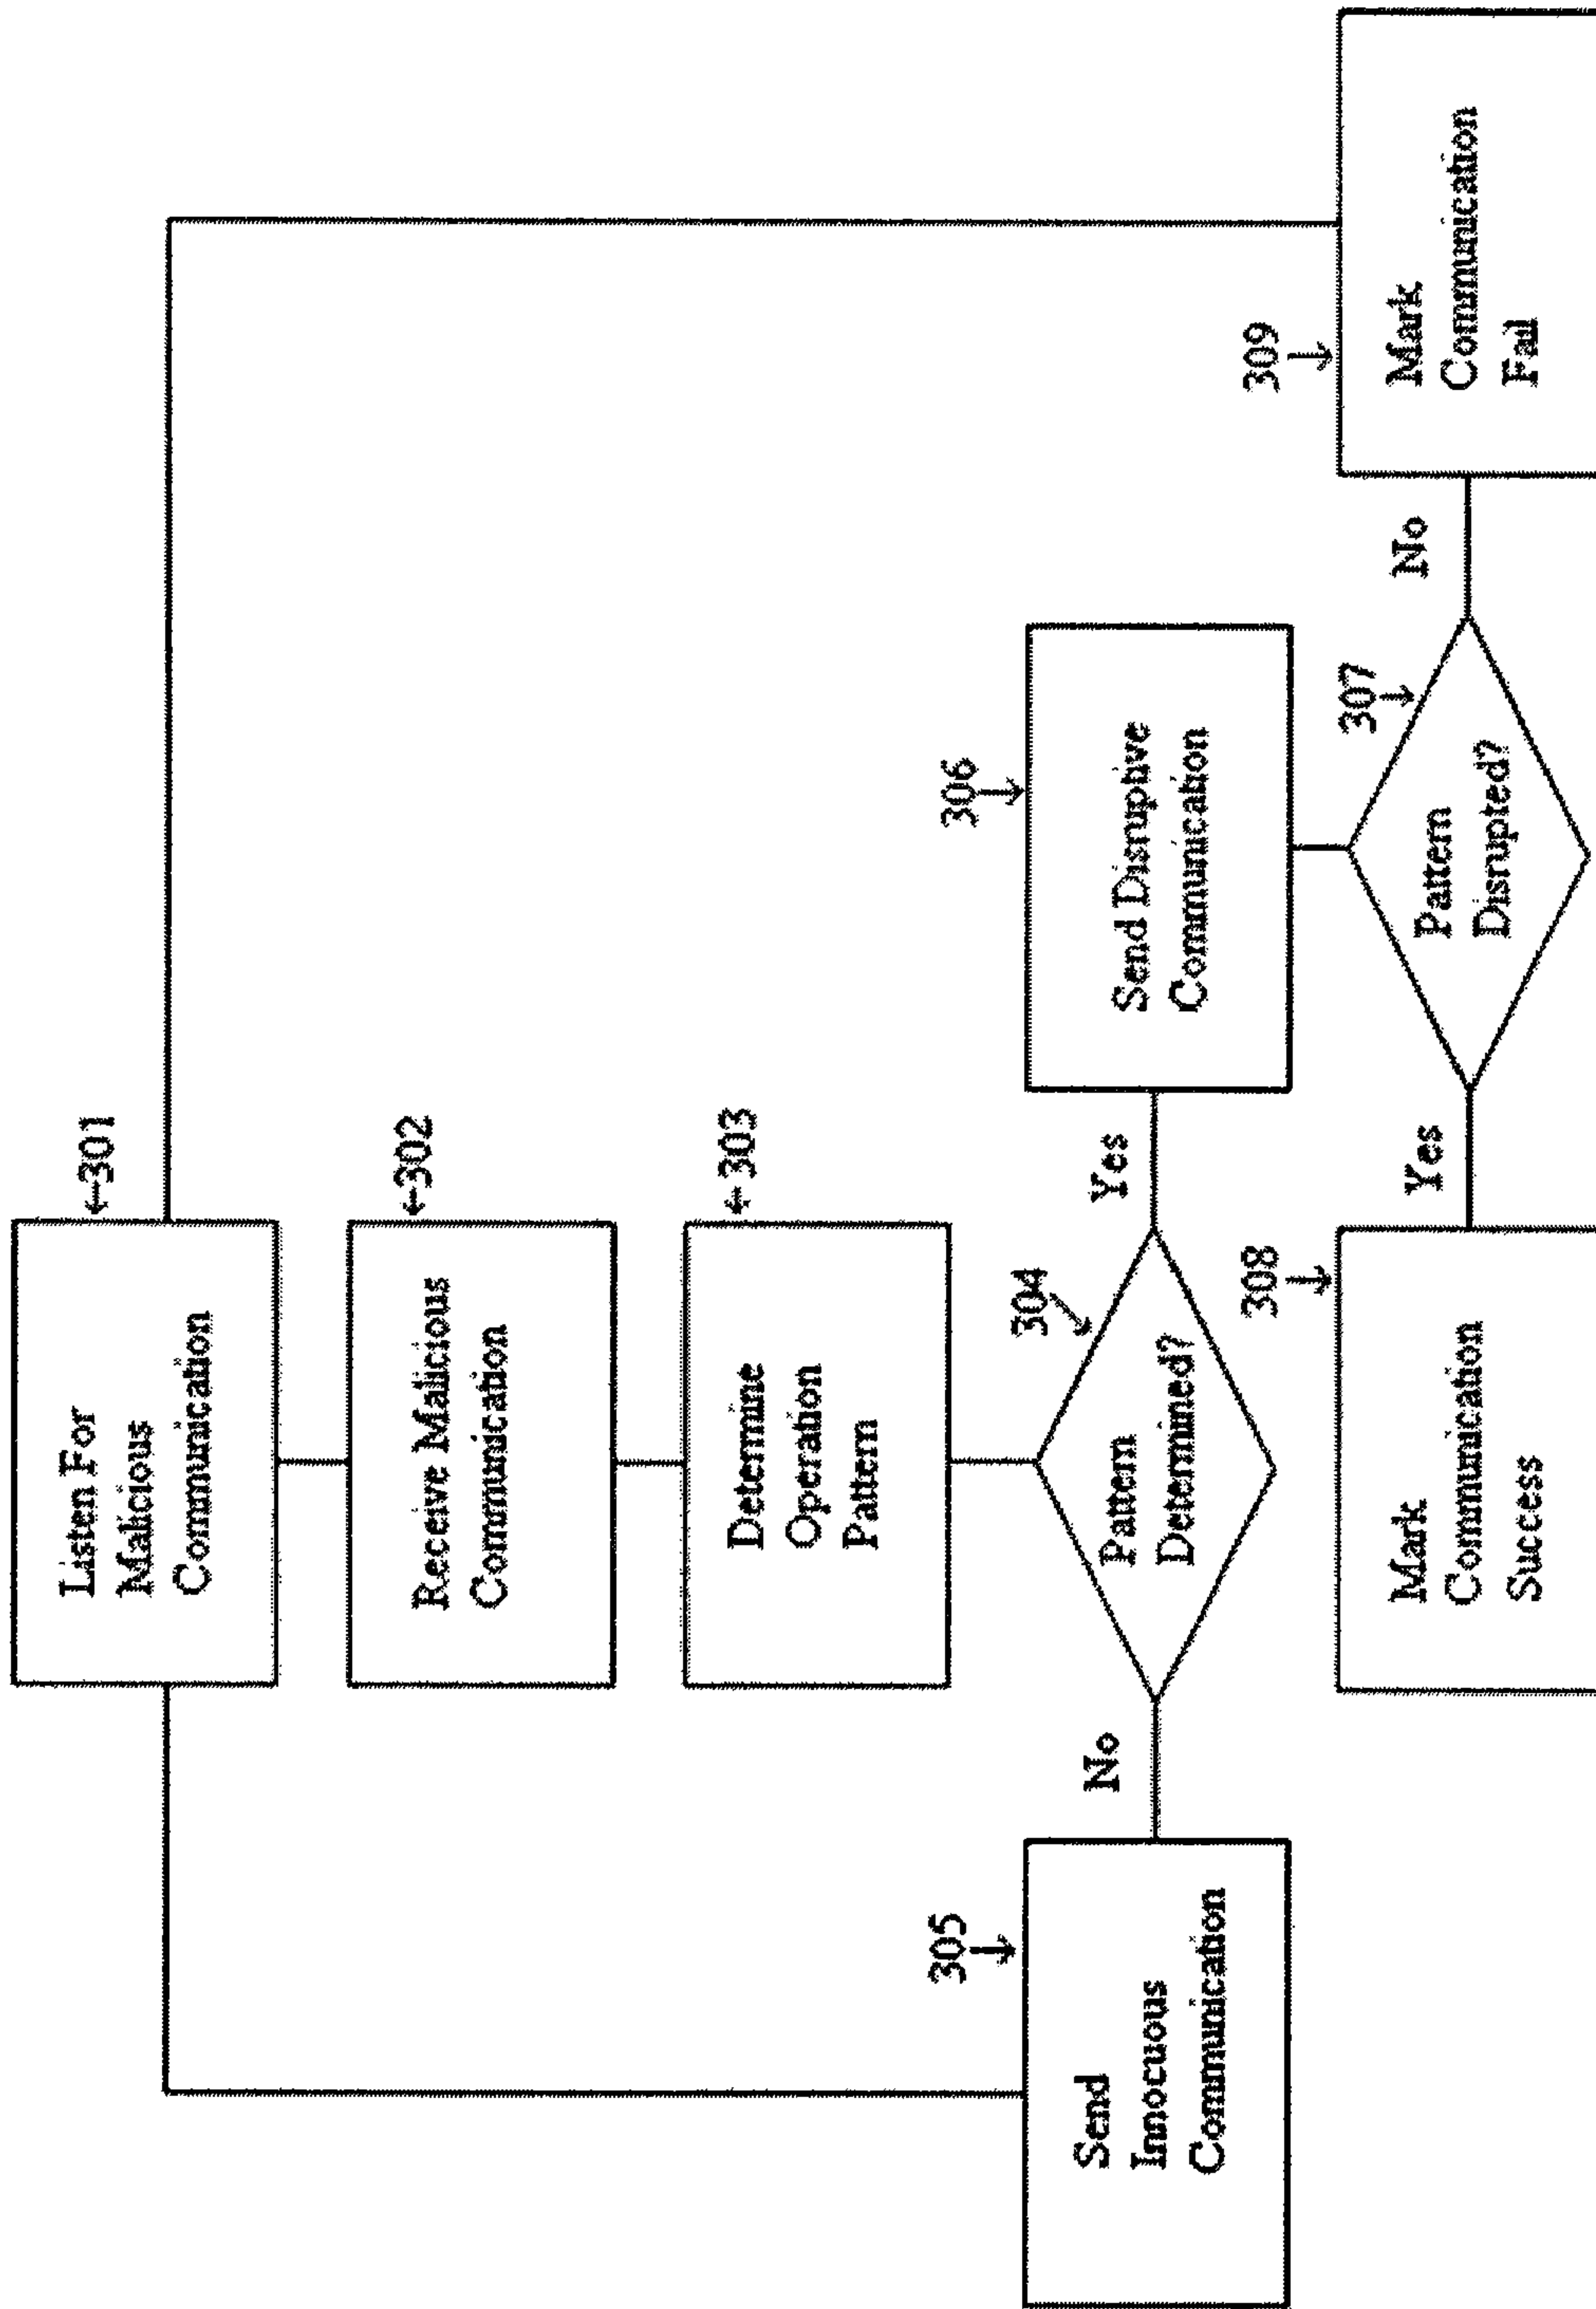 Listen For
Malicious
Communication
←301
Receive Malicious
Communication
←302
Determine
Operation
Pattern
←303
304
Pattern
Determined?
No
Yes
305
Send
Innocuous
Communication
306
Send Disruptive
Communication
307
Pattern
Disrupted?
Yes
No
308
Mark
Communication
Success
309
Mark
Communication
Fail